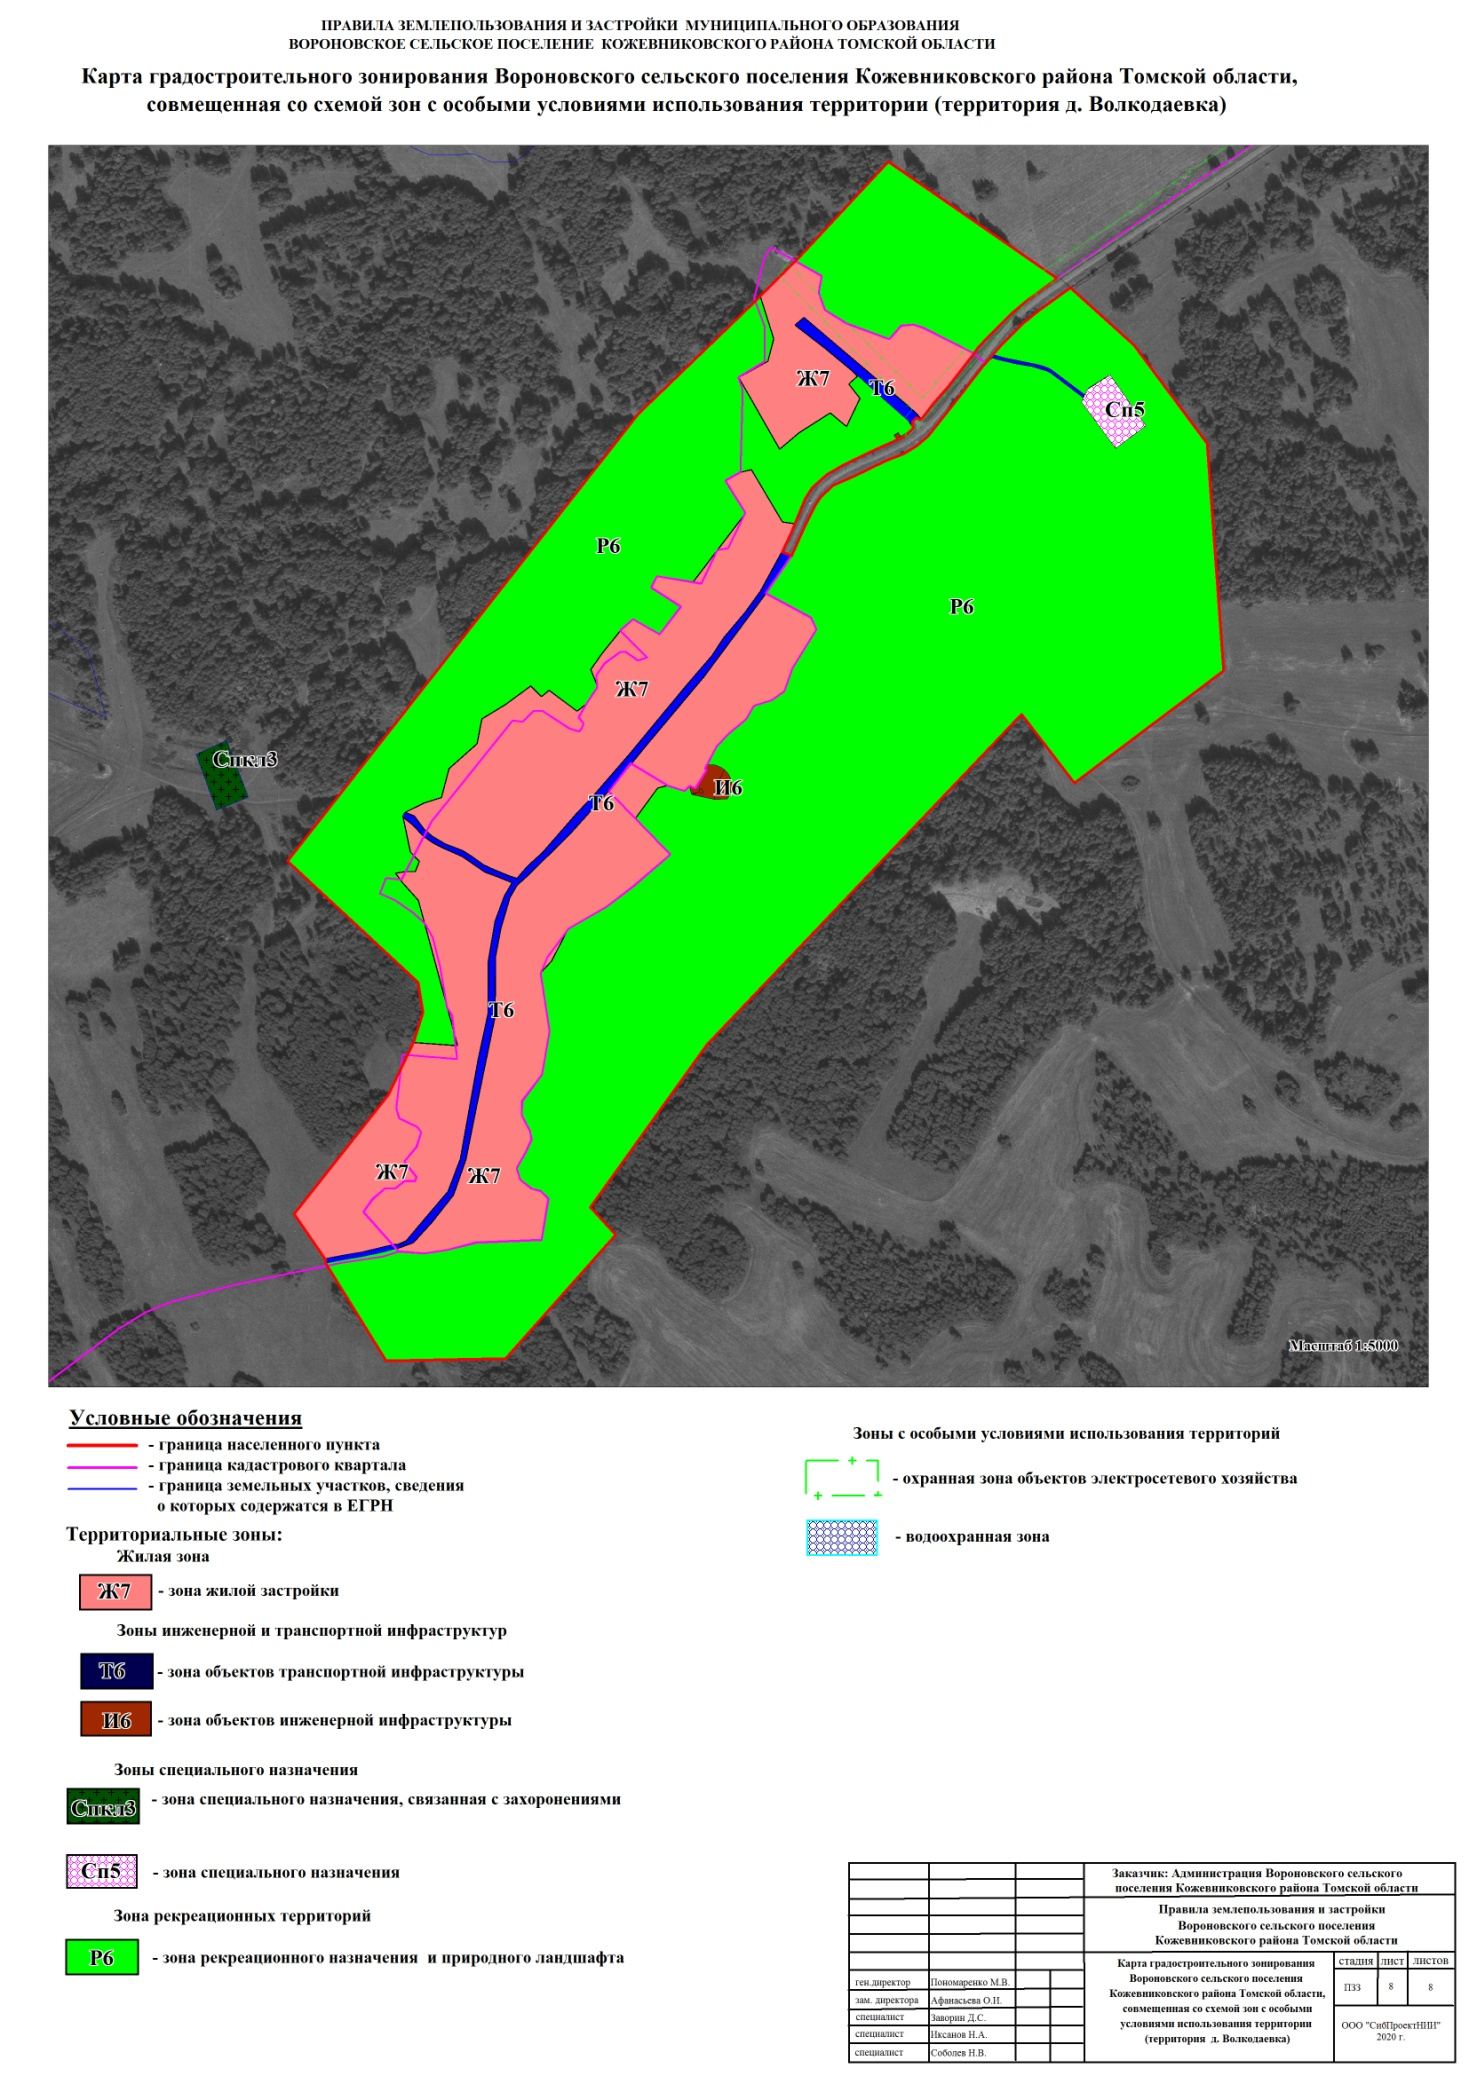 ПРАВИЛА ЗЕМЛЕПОЛЬЗОВАНИЯ И ЗАСТРОЙКИ МУНИЦИПАЛЬНОГО ОБРАЗОВАНИЯ
ВОРОНОВСКОЕ СЕЛЬСКОЕ ПОСЕЛЕНИЕ КОЖЕВНИКОВСКОГО РАЙОНА ТОМСКОЙ ОБЛАСТИ
Карта градостроительного зонирования Вороновского сельского поселения Кожевниковского района Томской области,
совмещенная со схемой зон с особыми условиями использования территории (территория д. Волкодаевка)
Ж7
Т6
Сп5
Р6
Р6
Ж7
Спкл3
И6
Т6
Т6
Ж7
Ж7
Масштаб 1:5000
Условные обозначения
- граница населенного пункта
- граница кадастрового квартала
- граница земельных участков, сведения
о которых содержатся в ЕГРН
Территориальные зоны:
Жилая зона
Ж7 - зона жилой застройки
Зоны инженерной и транспортной инфраструктур
Т6 - зона объектов транспортной инфраструктуры
И6 - зона объектов инженерной инфраструктуры
Зоны специального назначения
Спкл3 - зона специального назначения, связанная с захоронениями
Сп5 - зона специального назначения
Зона рекреационных территорий
Р6 - зона рекреационного назначения и природного ландшафта
Зоны с особыми условиями использования территорий
- охранная зона объектов электросетевого хозяйства
- водоохранная зона
Заказчик: Администрация Вороновского сельского
поселения Кожевниковского района Томской области
Правила землепользования и застройки
Вороновского сельского поселения
Кожевниковского района Томской области
Карта градостроительного зонирования
Вороновского сельского поселения
Кожевниковского района Томской области,
совмещенная со схемой зон с особыми
условиями использования территории
(территория д. Волкодаевка)
стадия лист листов
ПЗЗ 8 8
ООО "СибПроектНИИ"
2020 г.
ген.директор Пономаренко М.В.
зам. директора Афанасьева О.И.
специалист Заворин Д.С.
специалист Иксанов Н.А.
специалист Соболев Н.В.